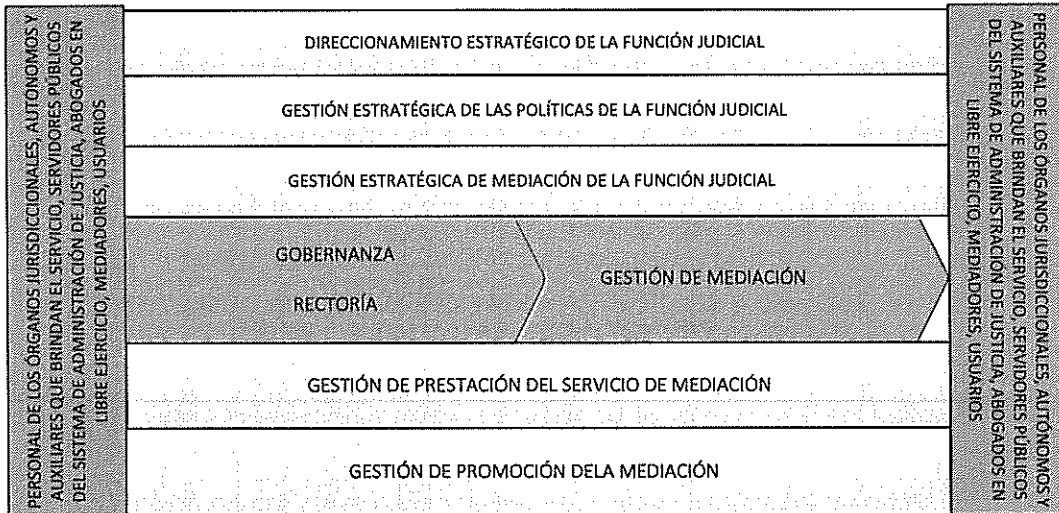 PERSONAL DE LOS ÓRGANOS JURISDICCIONALES, AUTONOMOS Y
AUXILIARES QUE BRINDAN EL SERVICIO, SERVIDORES PÚBLICOS
DEL SISTEMA DE ADMINISTRACIÓN DE JUSTICIA, ABOGADOS EN
LIBRE EJERCICIO, MEDIADORES, USUARIOS
DIRECCIONAMIENTO ESTRATÉGICO DE LA FUNCIÓN JUDICIAL
GESTIÓN ESTRATÉGICA DE LAS POLÍTICAS DE LA FUNCIÓN JUDICIAL
GESTIÓN ESTRATÉGICA DE MEDIACIÓN DE LA FUNCIÓN JUDICIAL
GOBERNANZA
RECTORÍA
GESTIÓN DE MEDIACIÓN
GESTIÓN DE PRESTACIÓN DEL SERVICIO DE MEDIACIÓN
GESTIÓN DE PROMOCIÓN DELA MEDIACIÓN
PERSONAL DE LOS ÓRGANOS JURISDICCIONALES, AUTONOMOS Y
AUXILIARES QUE BRINDAN EL SERVICIO, SERVIDORES PÚBLICOS
DEL SISTEMA DE ADMINISTRACIÓN DE JUSTICIA, ABOGADOS EN
LIBRE EJERCICIO, MEDIADORES, USUARIOS